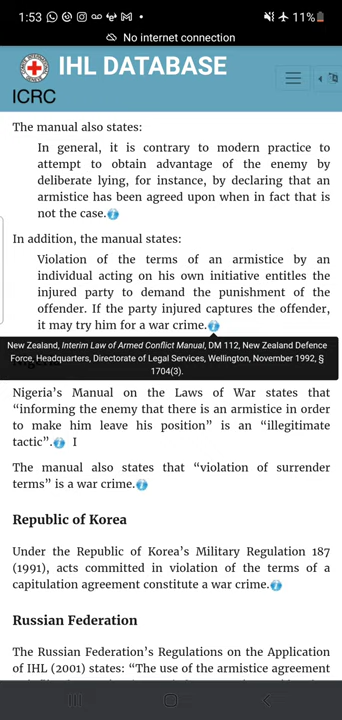 1:53
11%
No internet connection
IHL DATABASE
ICRC
The manual also states:
In general, it is contrary to modern practice to
attempt to obtain advantage of the enemy by
deliberate lying, for instance, by declaring that an
armistice has been agreed upon when in fact that is
not the case.
In addition, the manual states:
Violation of the terms of an armistice by an
individual acting on his own initiative entitles the
injured party to demand the punishment of the
offender. If the party injured captures the offender,
it may try him for a war crime.
New Zealand, Interim Law of Armed Conflict Manual, DM 112, New Zealand Defence
Force, Headquarters, Directorate of Legal Services, Wellington, November 1992, §
1704(3).
Nigeria's Manual on the Laws of War states that
“informing the enemy that there is an armistice in order
to make him leave his position” is an “illegitimate
tactic”. I
The manual also states that “violation of surrender
terms” is a war crime.
Republic of Korea
Under the Republic of Korea's Military Regulation 187
(1991), acts committed in violation of the terms of a
capitulation agreement constitute a war crime.
Russian Federation
The Russian Federation's Regulations on the Application
of IHL (2001) states: “The use of the armistice agreement